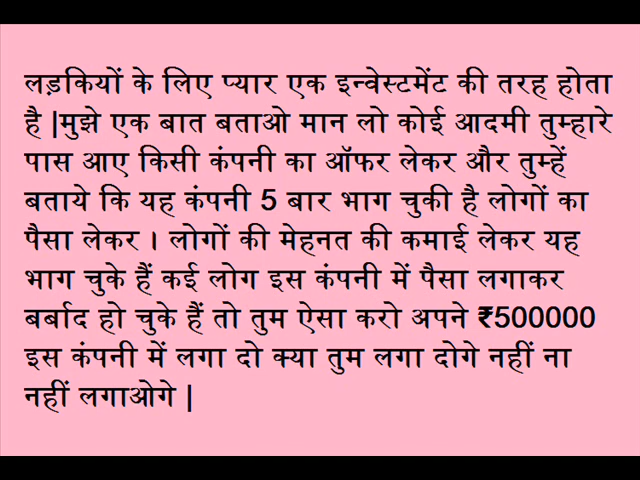 लड़कियों के लिए प्यार एक इन्वेस्टमेंट की तरह होता
है |मुझे एक बात बताओ मान लो कोई आदमी तुम्हारे
पास आए किसी कंपनी का ऑफर लेकर और तुम्हें
बताये कि यह कंपनी 5 बार भाग चुकी है लोगों का
पैसा लेकर । लोगों की मेहनत की कमाई लेकर यह
भाग चुके हैं कई लोग इस कंपनी में पैसा लगाकर
बर्बाद हो चुके हैं तो तुम ऐसा करो अपने ₹500000
इस कंपनी में लगा दो क्या तुम लगा दोगे नहीं ना
नहीं लगाओगे |